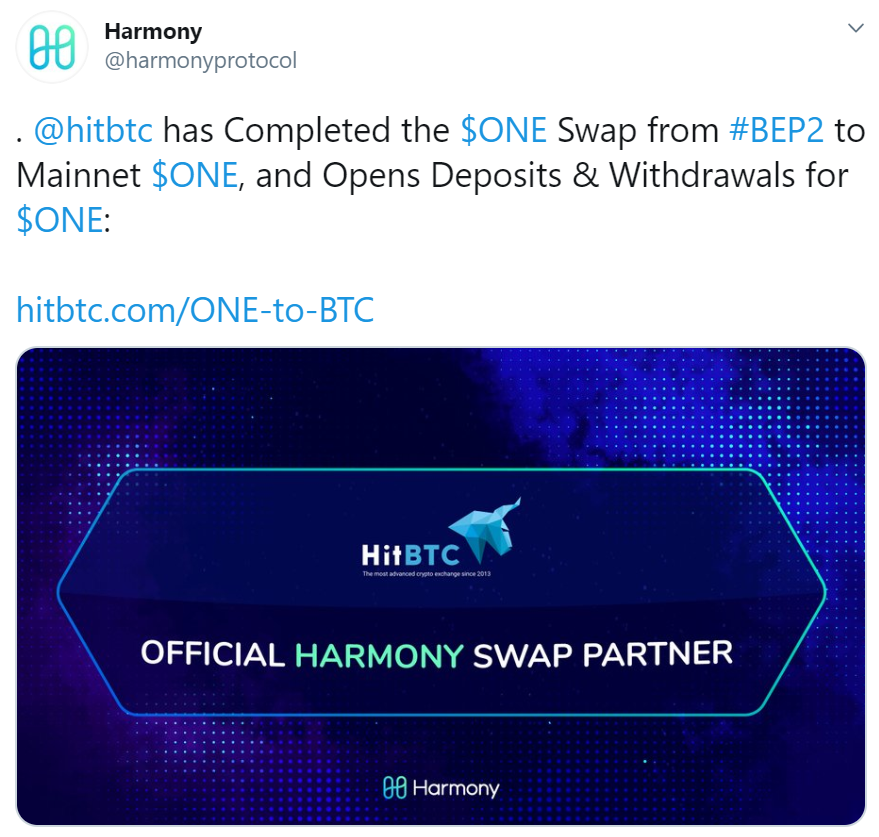 Harmony
@harmonyprotocol
. @hitbtc has Completed the $ONE Swap from #BEP2 to
Mainnet $ONE, and Opens Deposits & Withdrawals for
$ONE:
hitbtc.com/ONE-to-BTC
HitBTC
The most advanced crypto exchange since 2013
OFFICIAL HARMONY SWAP PARTNER
Harmony